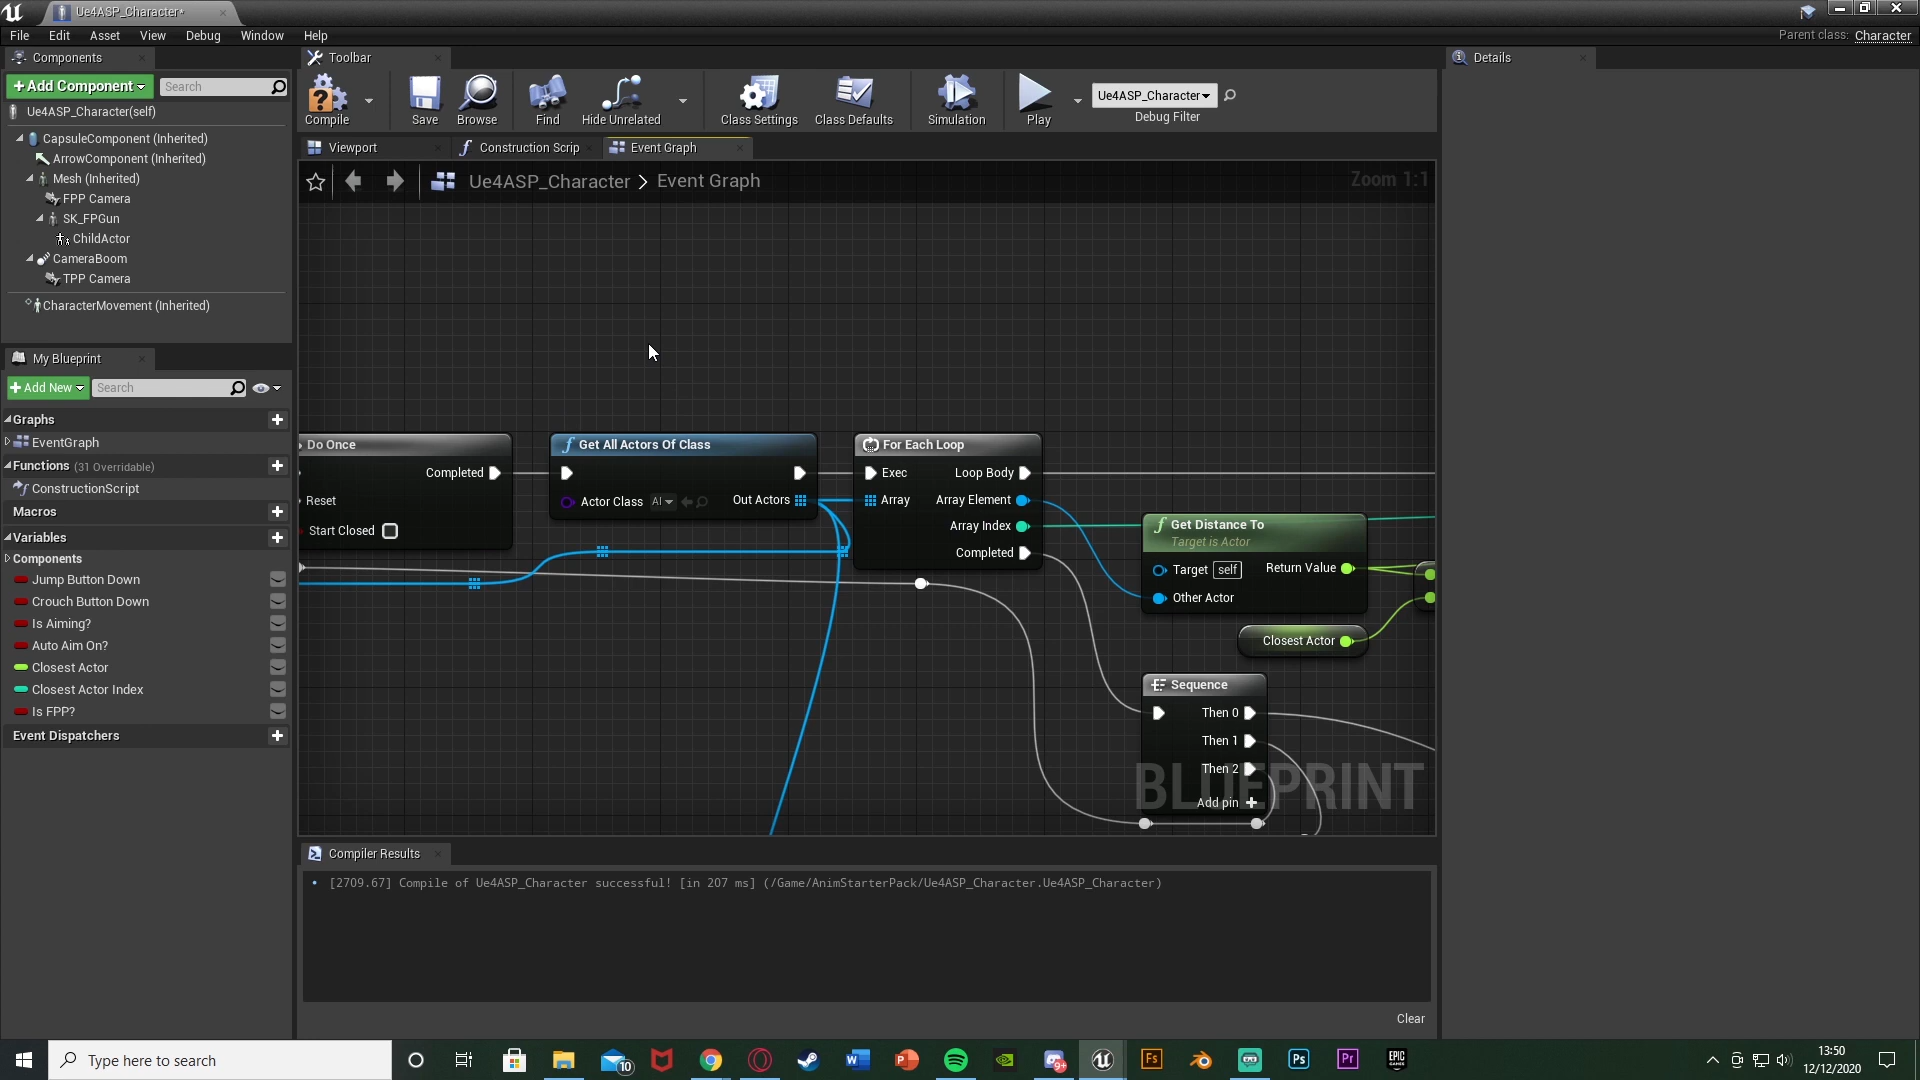 Ue4ASP_Character*
File Edit Asset View Debug Window Help
Parent class: Character
Components
+Add Component
Search
Ue4ASP_Character(self)
CapsuleComponent (Inherited)
ArrowComponent (Inherited)
Mesh (Inherited)
FPP Camera
SK_FPGun
ChildActor
CameraBoom
TPP Camera
CharacterMovement (Inherited)
My Blueprint
+Add New
Search
Graphs
EventGraph
Functions (31 Overridable)
ConstructionScript
Macros
Variables
Components
Jump Button Down
Crouch Button Down
Is Aiming?
Auto Aim On?
Closest Actor
Closest Actor Index
Is FPP?
Event Dispatchers
Toolbar
Compile
Save
Browse
Find
Hide Unrelated
Class Settings
Class Defaults
Simulation
Play
Ue4ASP_Character
Debug Filter
Viewport
Construction Scrip
Event Graph
Ue4ASP_Character > Event Graph
Zoom 1:1
Do Once
Completed
Reset
Start Closed
Get All Actors Of Class
Actor Class AI
Out Actors
For Each Loop
Exec Loop Body
Array Array Element
Array Index
Completed
Get Distance To
Target is Actor
Target self Return Value
Other Actor
Closest Actor
Sequence
Then 0
Then 1
Then 2
Add pin +
BLUEPRINT
Compiler Results
[2709.67] Compile of Ue4ASP_Character successful! [in 207 ms] (/Game/AnimStarterPack/Ue4ASP_Character.Ue4ASP_Character)
Clear
Details
Type here to search
10
W
P
9+
Fs
Ps
Pr
EPIC GAMES
13:50
12/12/2020